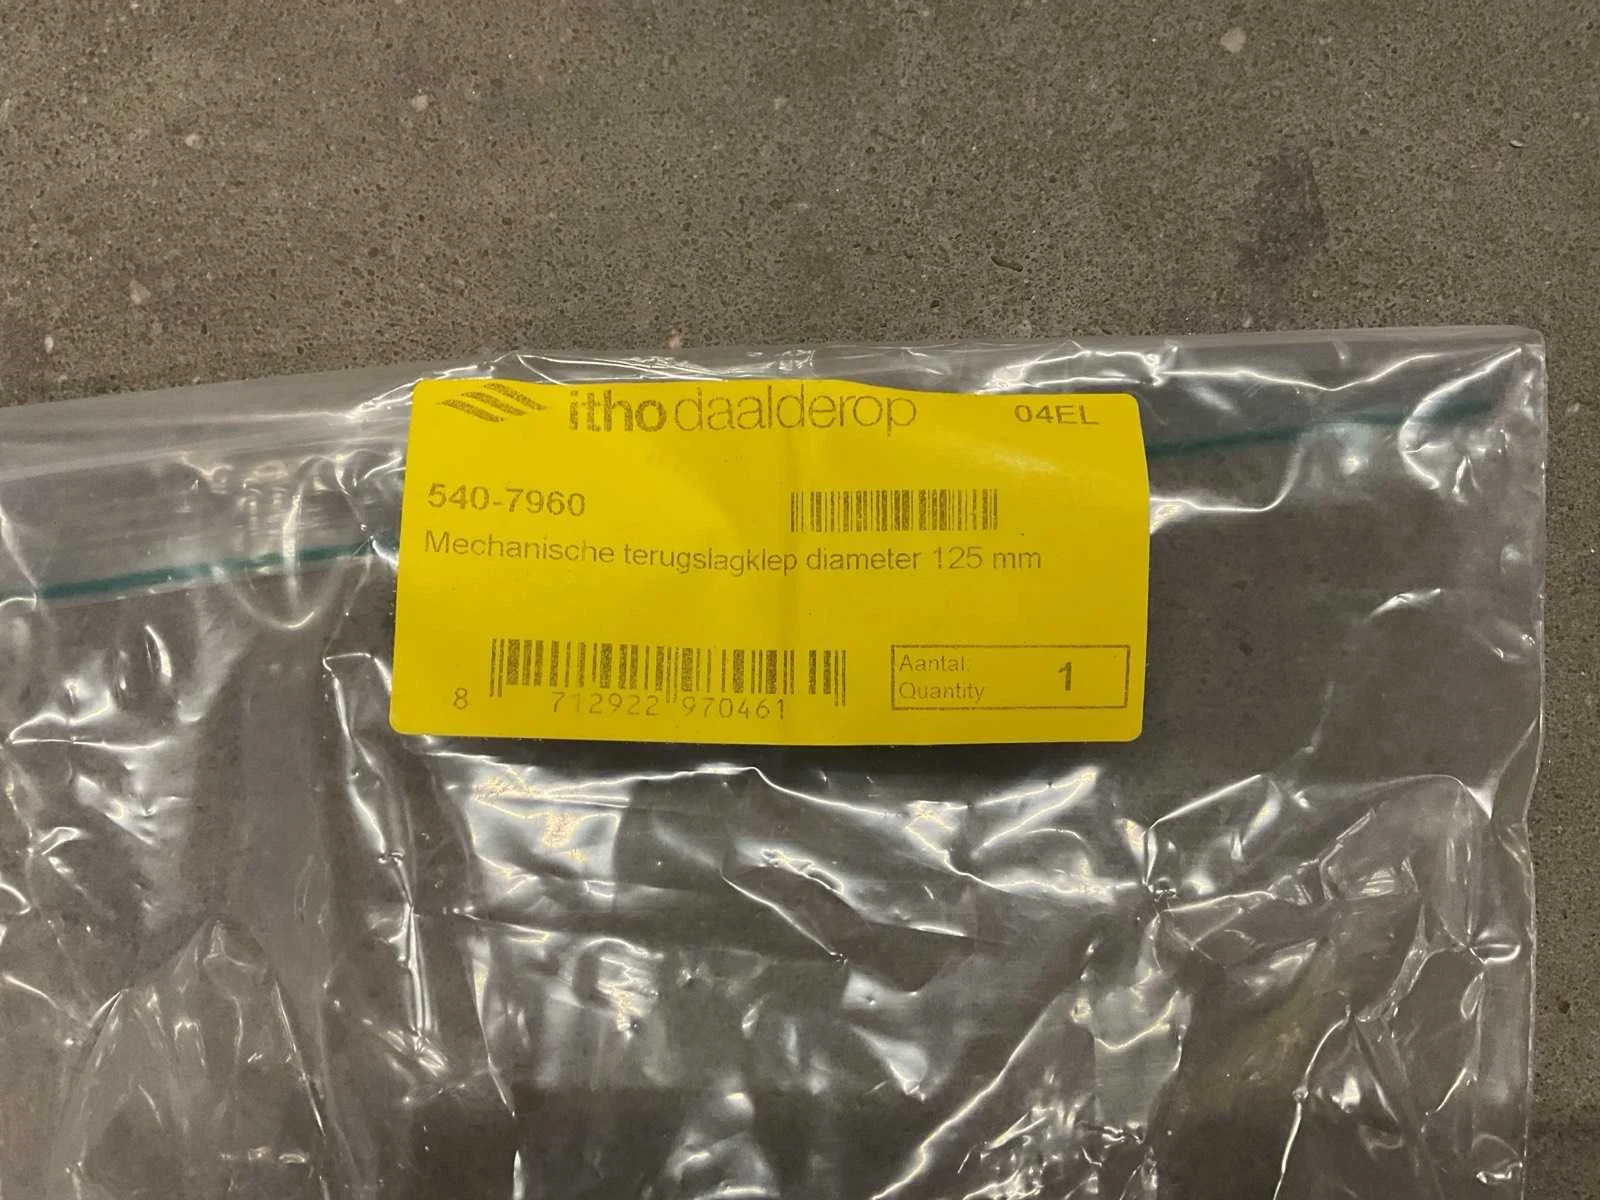 ithodaalderop 04EL
540-7960
Mechanische terugslagklep diameter 125 mm
Aantal: 1
Quantity
8 712922 970461